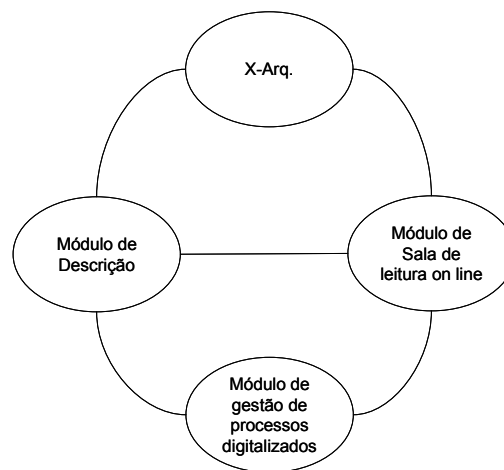 X-Arq.
Módulo de
Descrição
Módulo de
Sala de
leitura on line
Módulo de
gestão de
processos
digitalizados